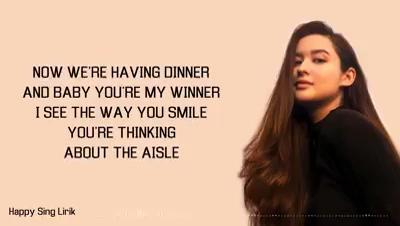 NOW WE'RE HAVING DINNER
AND BABY YOU'RE MY WINNER
I SEE THE WAY YOU SMILE
YOU'RE THINKING
ABOUT THE AISLE
Happy Sing Lirik